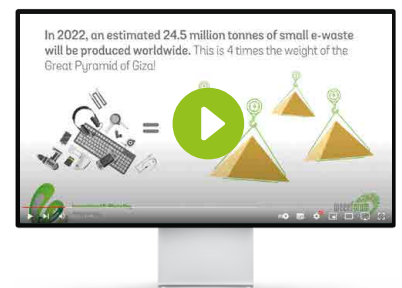 In 2022, an estimated 24.5 million tonnes of small e-waste
will be produced worldwide. This is 4 times the weight of the
Great Pyramid of Giza!
=